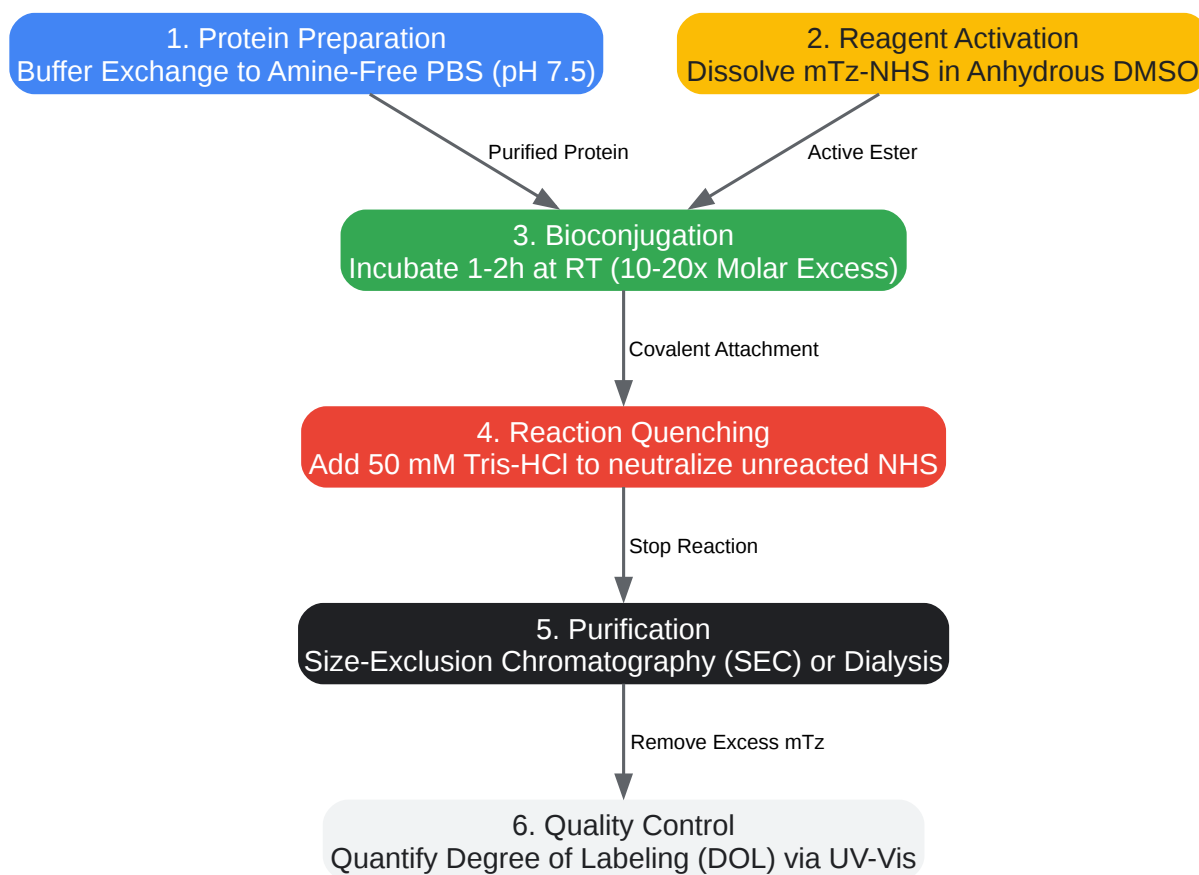 1. Protein Preparation
Buffer Exchange to Amine-Free PBS (pH 7.5)
2. Reagent Activation
Dissolve mTz-NHS in Anhydrous DMSO
Purified Protein
Active Ester
3. Bioconjugation
Incubate 1-2h at RT (10-20x Molar Excess)
Covalent Attachment
4. Reaction Quenching
Add 50 mM Tris-HCl to neutralize unreacted NHS
Stop Reaction
5. Purification
Size-Exclusion Chromatography (SEC) or Dialysis
Remove Excess mTz
6. Quality Control
Quantify Degree of Labeling (DOL) via UV-Vis